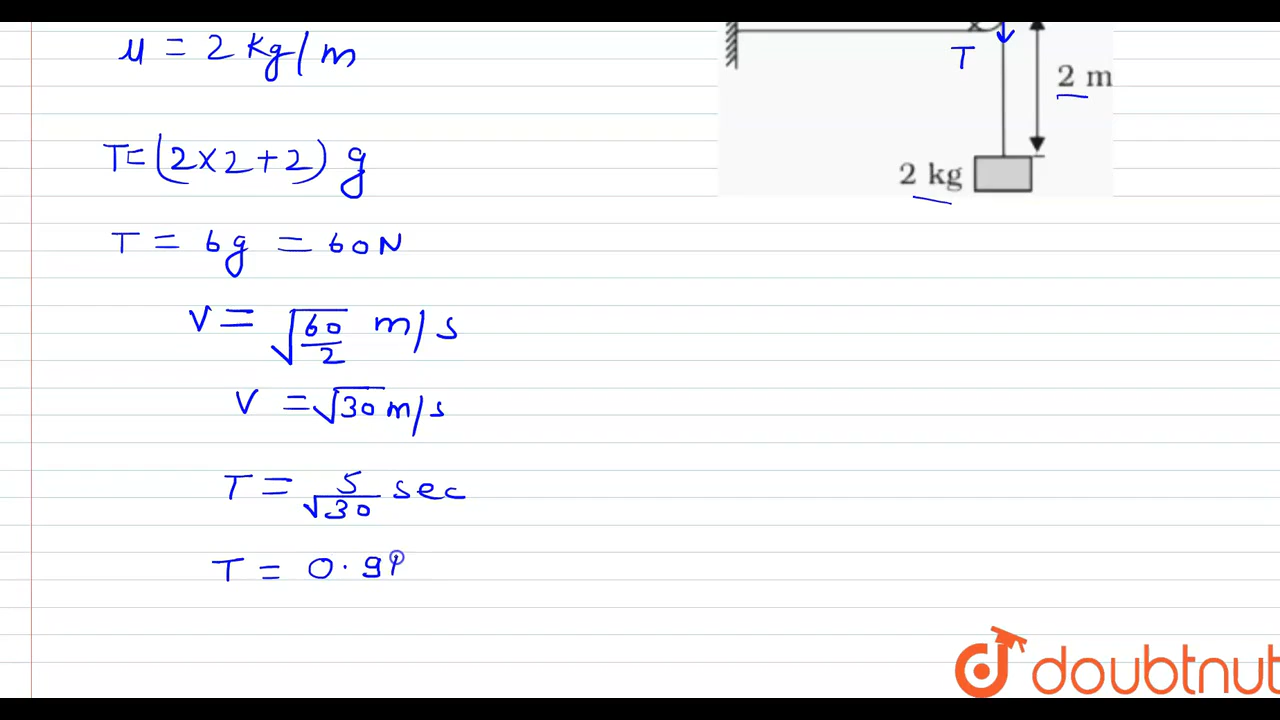 μ = 2 kg/m
T
2 m
T= (2×2+2) g
2 kg
T = 6g = 60N
V = √60/2 m/s
V = √30 m/s
T = 5/√30 sec
T = 0.9
doubtnut